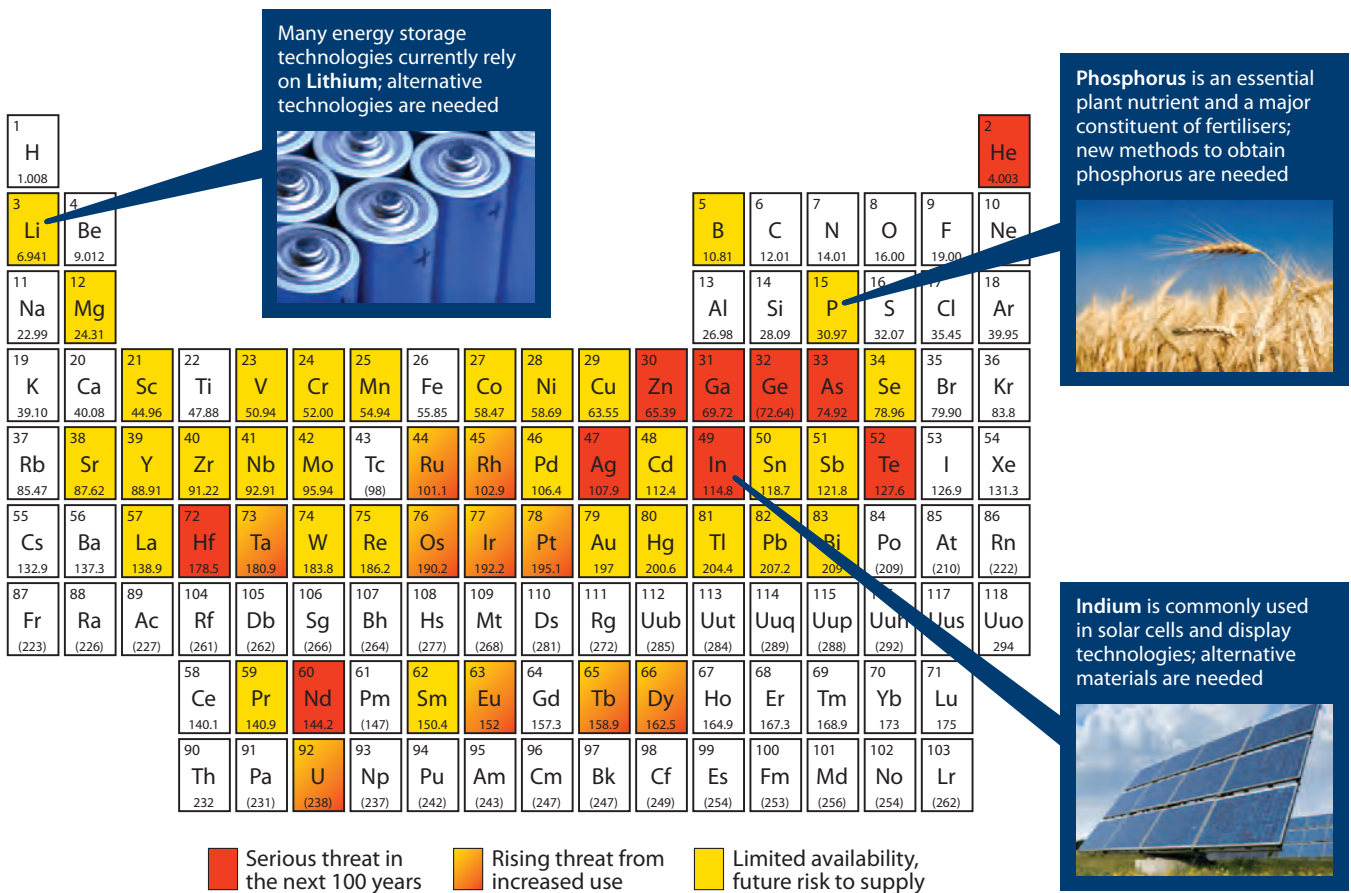 Many energy storage
technologies currently rely
on Lithium; alternative
technologies are needed
Phosphorus is an essential
plant nutrient and a major
constituent of fertilisers;
new methods to obtain
phosphorus are needed
1
H
1.008
2
He
4.003
3
Li
6.941
4
Be
9.012
5
B
10.81
6
C
12.01
7
N
14.01
8
O
16.00
9
F
19.00
10
Ne
11
Na
22.99
12
Mg
24.31
13
Al
26.98
14
Si
28.09
15
P
30.97
16
S
32.07
17
Cl
35.45
18
Ar
39.95
19
K
39.10
20
Ca
40.08
21
Sc
44.96
22
Ti
47.88
23
V
50.94
24
Cr
52.00
25
Mn
54.94
26
Fe
55.85
27
Co
58.47
28
Ni
58.69
29
Cu
63.55
30
Zn
65.39
31
Ga
69.72
32
Ge
(72.64)
33
As
74.92
34
Se
78.96
35
Br
79.90
36
Kr
83.8
37
Rb
85.47
38
Sr
87.62
39
Y
88.91
40
Zr
91.22
41
Nb
92.91
42
Mo
95.94
43
Tc
(98)
44
Ru
101.1
45
Rh
102.9
46
Pd
106.4
47
Ag
107.9
48
Cd
112.4
49
In
114.8
50
Sn
118.7
51
Sb
121.8
52
Te
127.6
53
I
126.9
54
Xe
131.3
55
Cs
132.9
56
Ba
137.3
57
La
138.9
72
Hf
178.5
73
Ta
180.9
74
W
183.8
75
Re
186.2
76
Os
190.2
77
Ir
192.2
78
Pt
195.1
79
Au
197
80
Hg
200.6
81
Tl
204.4
82
Pb
207.2
83
Bi
209
84
Po
(209)
85
At
(210)
86
Rn
(222)
87
Fr
(223)
88
Ra
(226)
89
Ac
(227)
104
Rf
(261)
105
Db
(262)
106
Sg
(266)
107
Bh
(264)
108
Hs
(277)
109
Mt
(268)
110
Ds
(281)
111
Rg
(272)
112
Uub
(285)
113
Uut
(284)
114
Uuq
(289)
115
Uup
(288)
Uuh
(292)
117
Uus
118
Uuo
294
58
Ce
140.1
59
Pr
140.9
60
Nd
144.2
61
Pm
(147)
62
Sm
150.4
63
Eu
152
64
Gd
157.3
65
Tb
158.9
66
Dy
162.5
67
Ho
164.9
68
Er
167.3
69
Tm
168.9
70
Yb
173
71
Lu
175
90
Th
232
91
Pa
(231)
92
U
(238)
93
Np
(237)
94
Pu
(242)
95
Am
(243)
96
Cm
(247)
97
Bk
(247)
98
Cf
(249)
99
Es
(254)
100
Fm
(253)
101
Md
(256)
102
No
(254)
103
Lr
(262)
Indium is commonly used
in solar cells and display
technologies; alternative
materials are needed
Serious threat in
the next 100 years
Rising threat from
increased use
Limited availability,
future risk to supply